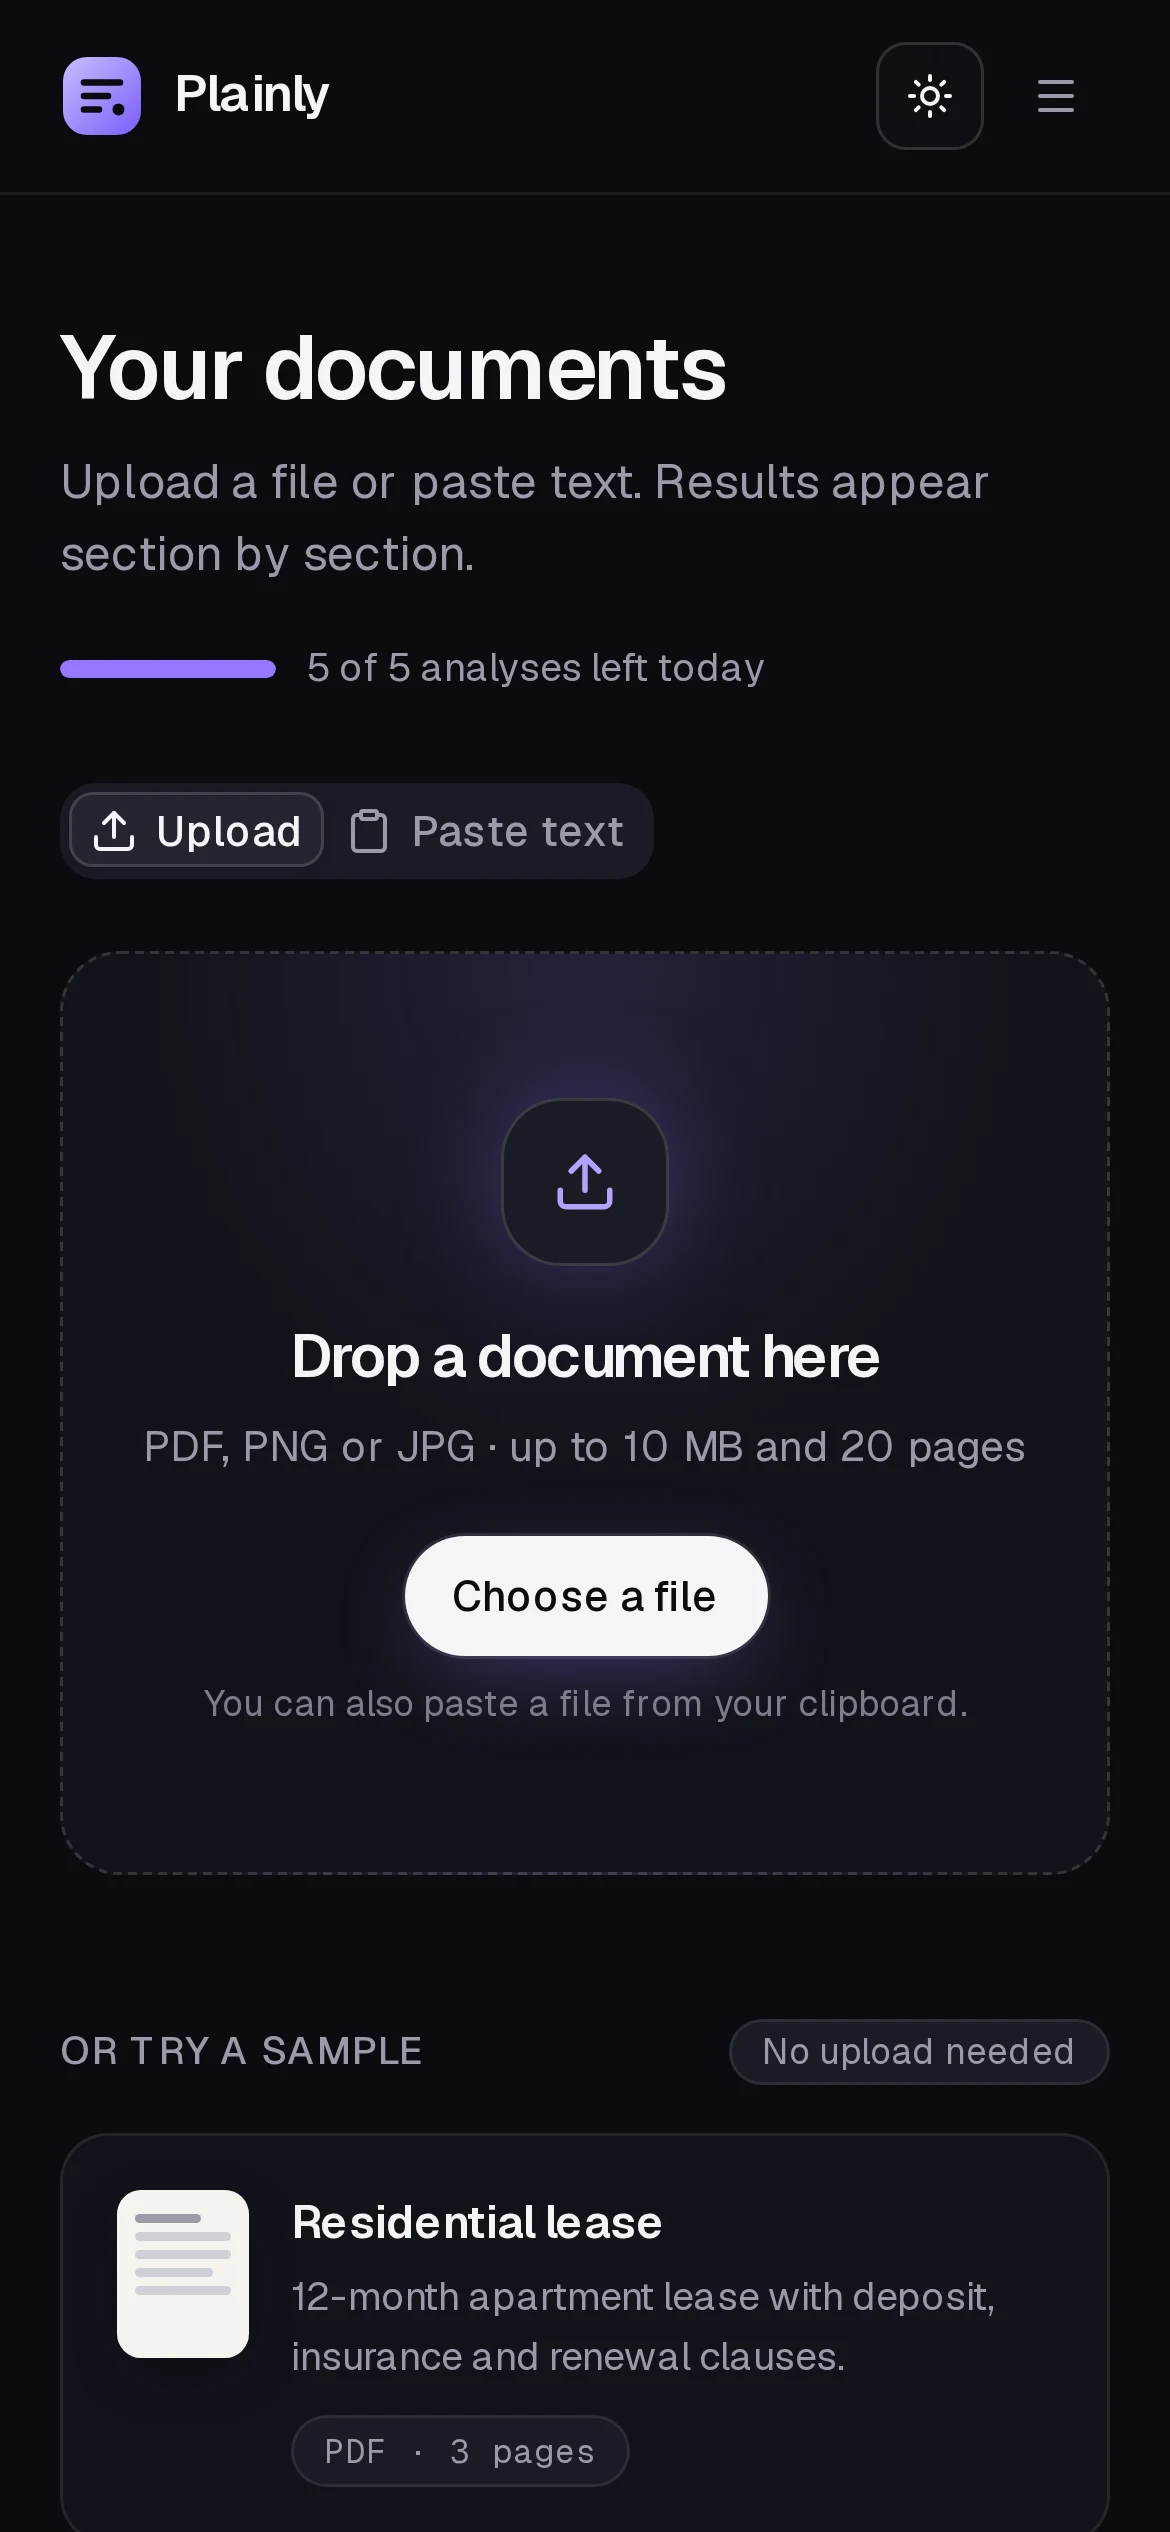 Plainly
Your documents
Upload a file or paste text. Results appear
section by section.
5 of 5 analyses left today
Upload
Paste text
Drop a document here
PDF, PNG or JPG · up to 10 MB and 20 pages
Choose a file
You can also paste a file from your clipboard.
OR TRY A SAMPLE
No upload needed
Residential lease
12-month apartment lease with deposit,
insurance and renewal clauses.
PDF · 3 pages